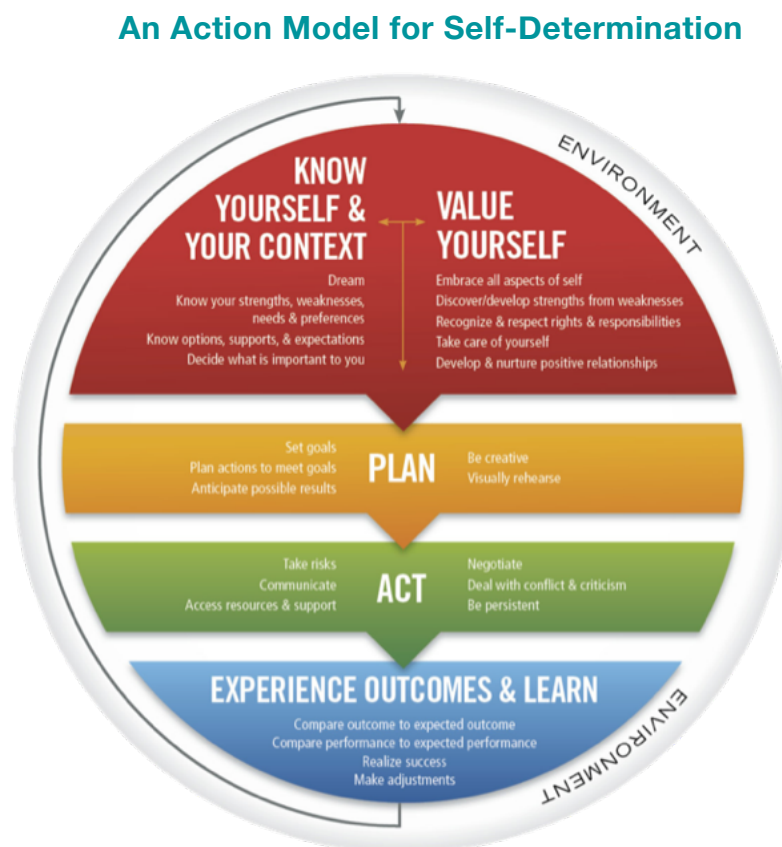 An Action Model for Self-Determination
ENVIRONMENT
KNOW
YOURSELF &
YOUR CONTEXT
Dream
Know your strengths, weaknesses,
needs & preferences
Know options, supports, & expectations
Decide what is important to you
VALUE
YOURSELF
Embrace all aspects of self
Discover/develop strengths from weaknesses
Recognize & respect rights & responsibilities
Take care of yourself
Develop & nurture positive relationships
Set goals
Plan actions to meet goals
Anticipate possible results
PLAN
Be creative
Visually rehearse
Take risks
Communicate
Access resources & support
ACT
Negotiate
Deal with conflict & criticism
Be persistent
EXPERIENCE OUTCOMES & LEARN
Compare outcome to expected outcome
Compare performance to expected performance
Realize success
Make adjustments
ENVIRONMENT